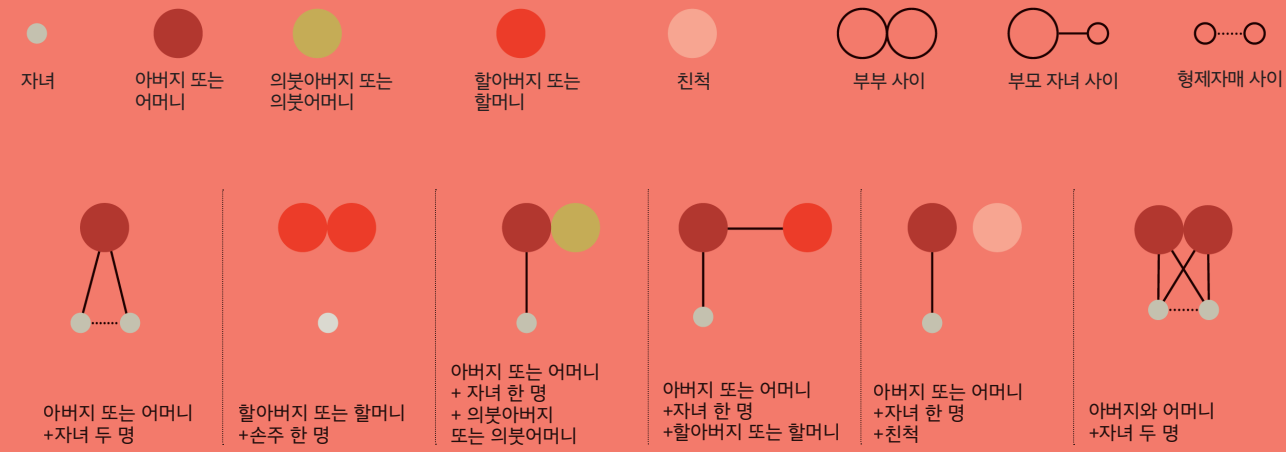 자녀
아버지 또는
어머니
의붓아버지 또는
의붓어머니
할아버지 또는
할머니
친척
부부 사이
부모 자녀 사이
형제자매 사이
아버지 또는 어머니
+자녀 두 명
할아버지 또는 할머니
+손주 한 명
아버지 또는 어머니
+ 자녀 한 명
+ 의붓아버지
또는 의붓어머니
아버지 또는 어머니
+자녀 한 명
+할아버지 또는 할머니
아버지 또는 어머니
+자녀 한 명
+친척
아버지와 어머니
+자녀 두 명